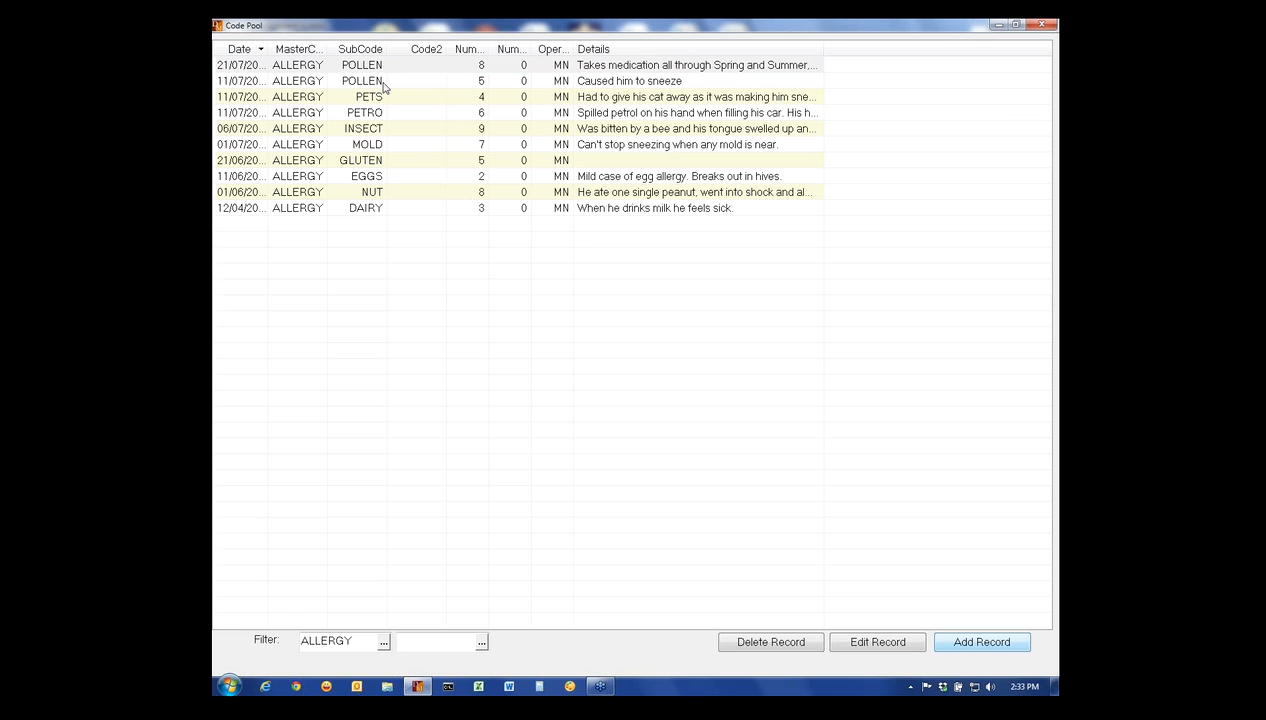 Code Pool
Date MasterC... SubCode Code2 Num... Num... Oper... Details
21/07/20... ALLERGY POLLEN 8 0 MN Takes medication all through Spring and Summer,...
11/07/20... ALLERGY POLLEN 5 0 MN Caused him to sneeze
11/07/20... ALLERGY PETS 4 0 MN Had to give his cat away as it was making him sne...
11/07/20... ALLERGY PETRO 6 0 MN Spilled petrol on his hand when filling his car. His h...
06/07/20... ALLERGY INSECT 9 0 MN Was bitten by a bee and his tongue swelled up an...
01/07/20... ALLERGY MOLD 7 0 MN Can't stop sneezing when any mold is near.
21/06/20... ALLERGY GLUTEN 5 0 MN
11/06/20... ALLERGY EGGS 2 0 MN Mild case of egg allergy. Breaks out in hives.
01/06/20... ALLERGY NUT 8 0 MN He ate one single peanut, went into shock and al...
12/04/20... ALLERGY DAIRY 3 0 MN When he drinks milk he feels sick.
Filter: ALLERGY ... ... Delete Record Edit Record Add Record
2:33 PM